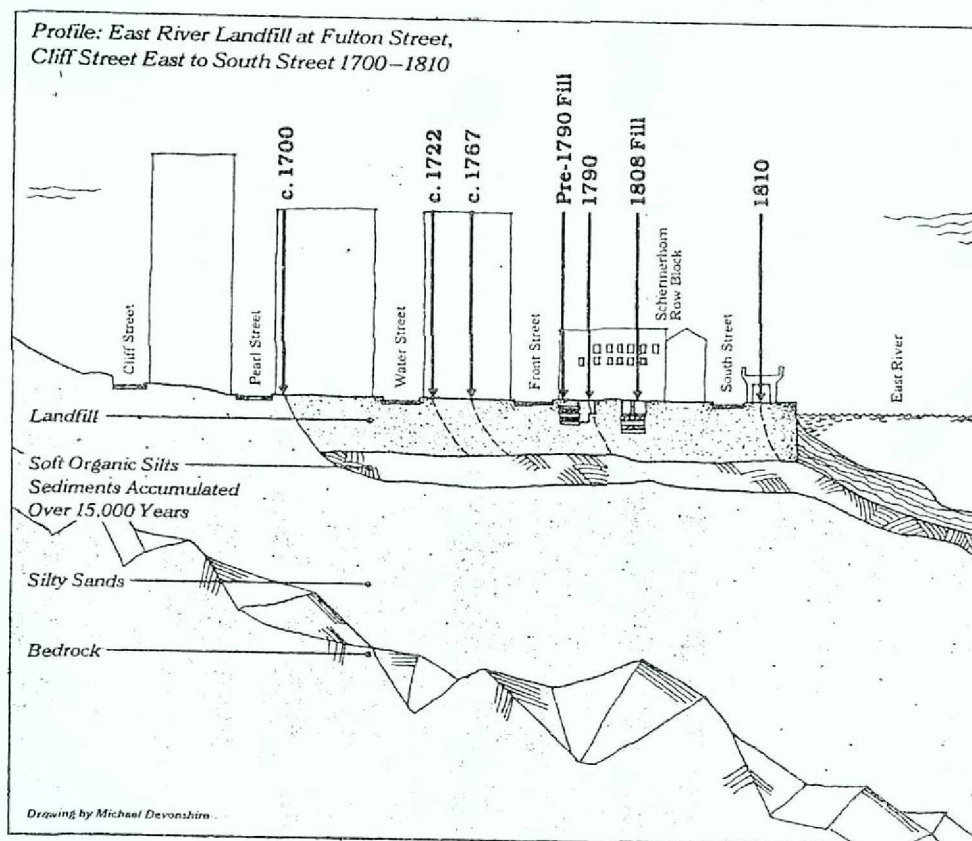 Profile: East River Landfill at Fulton Street,
Cliff Street East to South Street 1700–1810
c. 1700
c. 1722
c. 1767
Pre-1790 Fill
1790
1808 Fill
1810
Cliff Street
Pearl Street
Water Street
Front Street
Schermerhorn
Row Block
South Street
East River
Landfill
Soft Organic Silts
Sediments Accumulated
Over 15,000 Years
Silty Sands
Bedrock
Drawing by Michael Devonshire